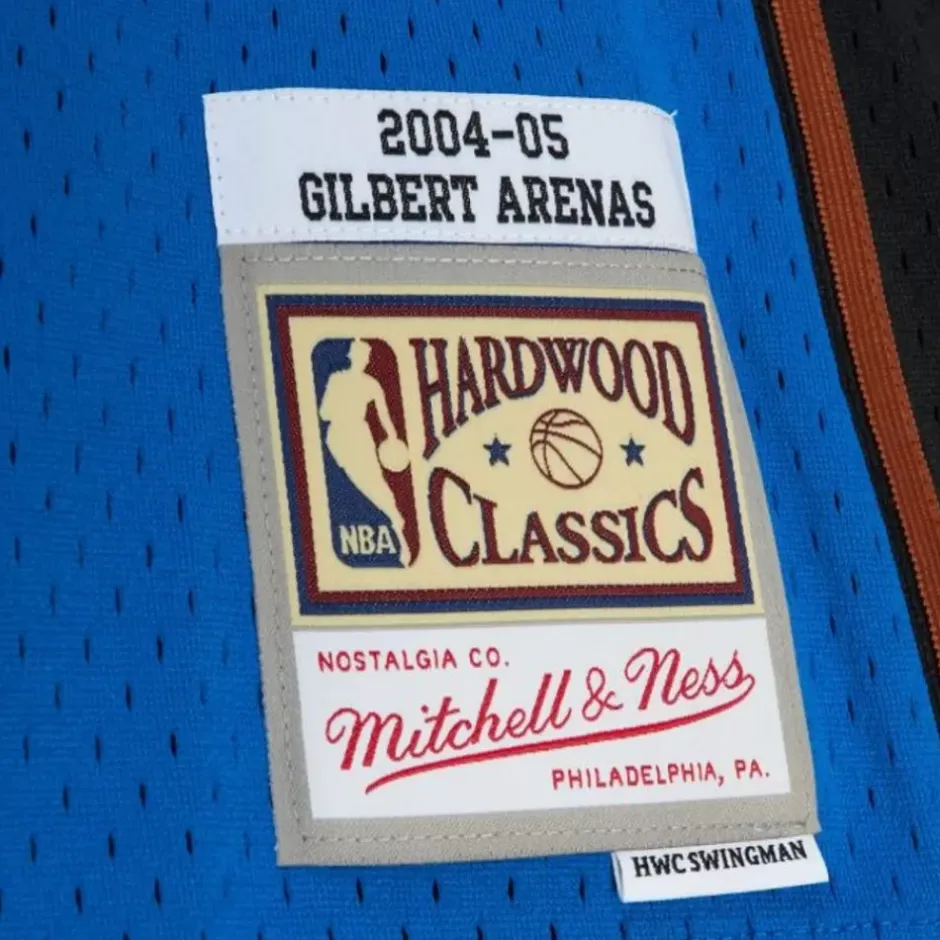 2004-05
GILBERT ARENAS
HARDWOOD
CLASSICS
NBA
NOSTALGIA CO.
Mitchell & Ness
PHILADELPHIA, PA.
HWC SWINGMAN